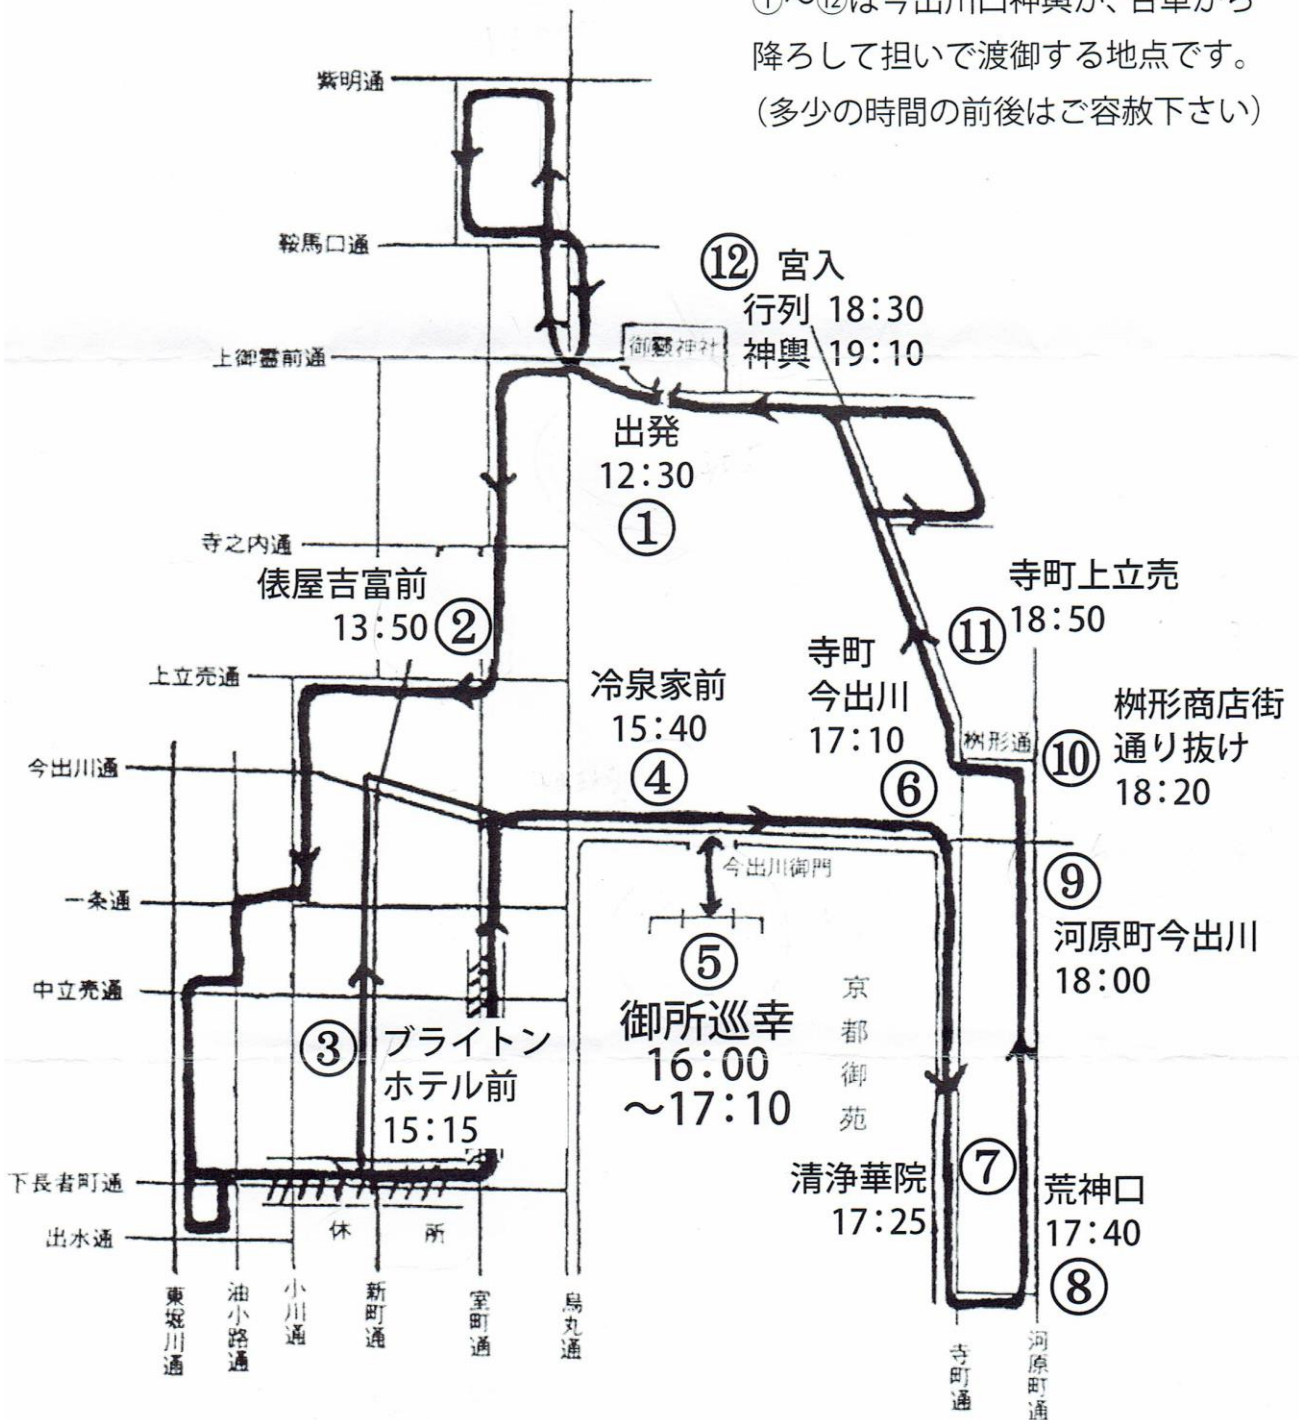 ①〜⑫は今出川口神輿が、台車から
降ろして担いで渡御する地点です。
（多少の時間の前後はご容赦下さい）
紫明通
鞍馬口通
⑫ 宮入
行列 18:30
神輿 19:10
上御霊前通
御靈神社
出発
12:30
①
寺之内通
俵屋吉富前
13:50 ②
寺町上立売
18:50
⑪
上立売通
冷泉家前
15:40
④
寺町
今出川
17:10
⑥
桝形通
⑩ 桝形商店街
通り抜け
18:20
今出川通
今出川御門
⑨
河原町今出川
18:00
一条通
⑤
御所巡幸
16:00
〜17:10
中立売通
京都御苑
③ ブライトン
ホテル前
15:15
⑦
清浄華院
17:25
荒神口
17:40
⑧
下長者町通
休所
出水通
東堀川通
油小路通
小川通
新町通
室町通
烏丸通
寺町通
河原町通